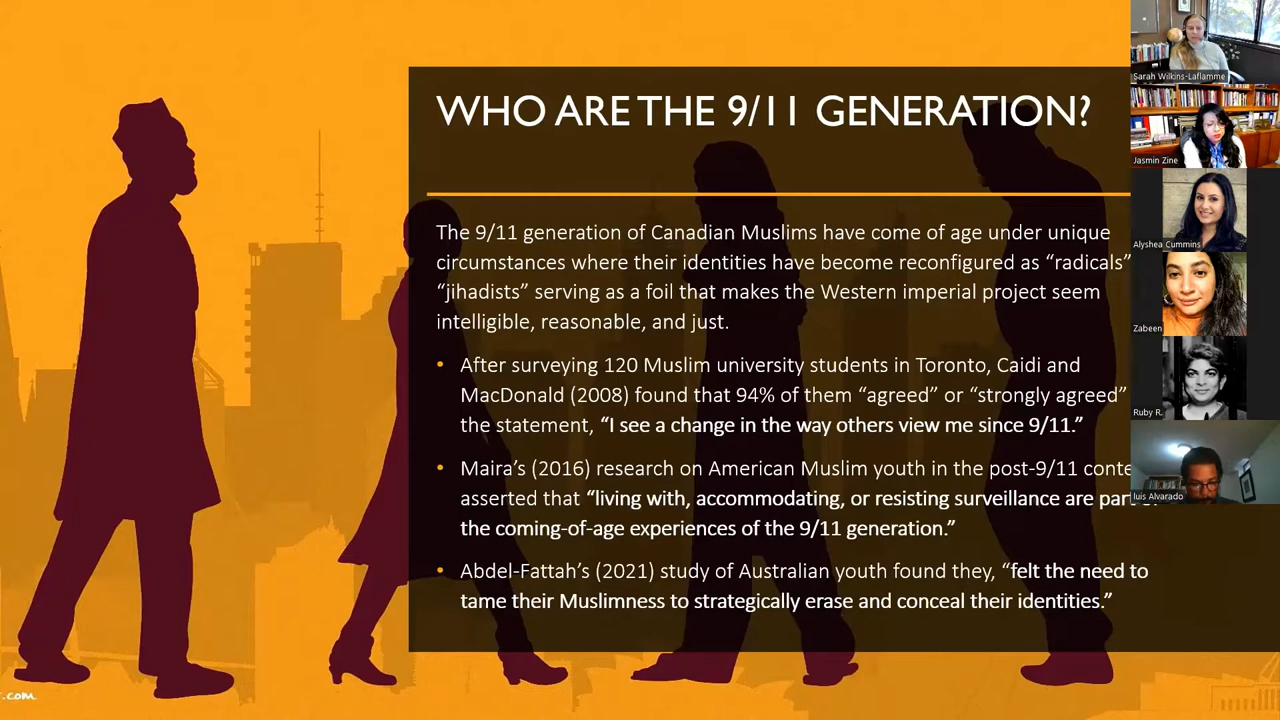 WHO ARE THE 9/11 GENERATION?
The 9/11 generation of Canadian Muslims have come of age under unique
circumstances where their identities have become reconfigured as “radicals”
“jihadists” serving as a foil that makes the Western imperial project seem
intelligible, reasonable, and just.
• After surveying 120 Muslim university students in Toronto, Caidi and
MacDonald (2008) found that 94% of them “agreed” or “strongly agreed”
the statement, “I see a change in the way others view me since 9/11.”
• Maira’s (2016) research on American Muslim youth in the post-9/11
asserted that “living with, accommodating, or resisting surveillance are
the coming-of-age experiences of the 9/11 generation.”
• Abdel-Fattah’s (2021) study of Australian youth found they, “felt the need to
tame their Muslimness to strategically erase and conceal their identities.”
Sarah Wilkins-Laflamme
Jasmin Zine
Alyshea Cummins
Zabeen
Ruby R.
luis Alvarado
.com